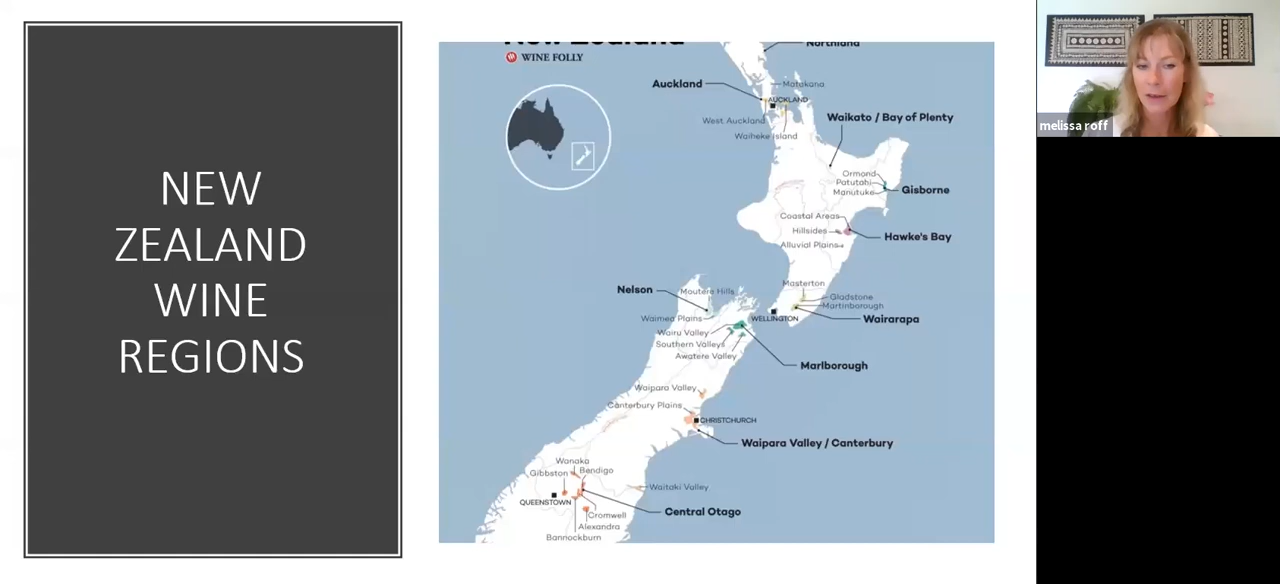 NEW
ZEALAND
WINE
REGIONS
New Zealand
WINE FOLLY
Northland
Auckland
Matakana
AUCKLAND
West Auckland
Waiheke Island
Waikato / Bay of Plenty
Ormond
Patutahi
Manutuke
Gisborne
Coastal Areas
Hillsides
Alluvial Plains
Hawke's Bay
Masterton
Gladstone
Martinborough
WELLINGTON
Wairarapa
Nelson
Moutere Hills
Waimea Plains
Wairu Valley
Southern Valleys
Awatere Valley
Marlborough
Waipara Valley
Canterbury Plains
CHRISTCHURCH
Waipara Valley / Canterbury
Wanaka
Gibbston
Bendigo
Waitaki Valley
QUEENSTOWN
Central Otago
Cromwell
Alexandra
Bannockburn
melissa roff